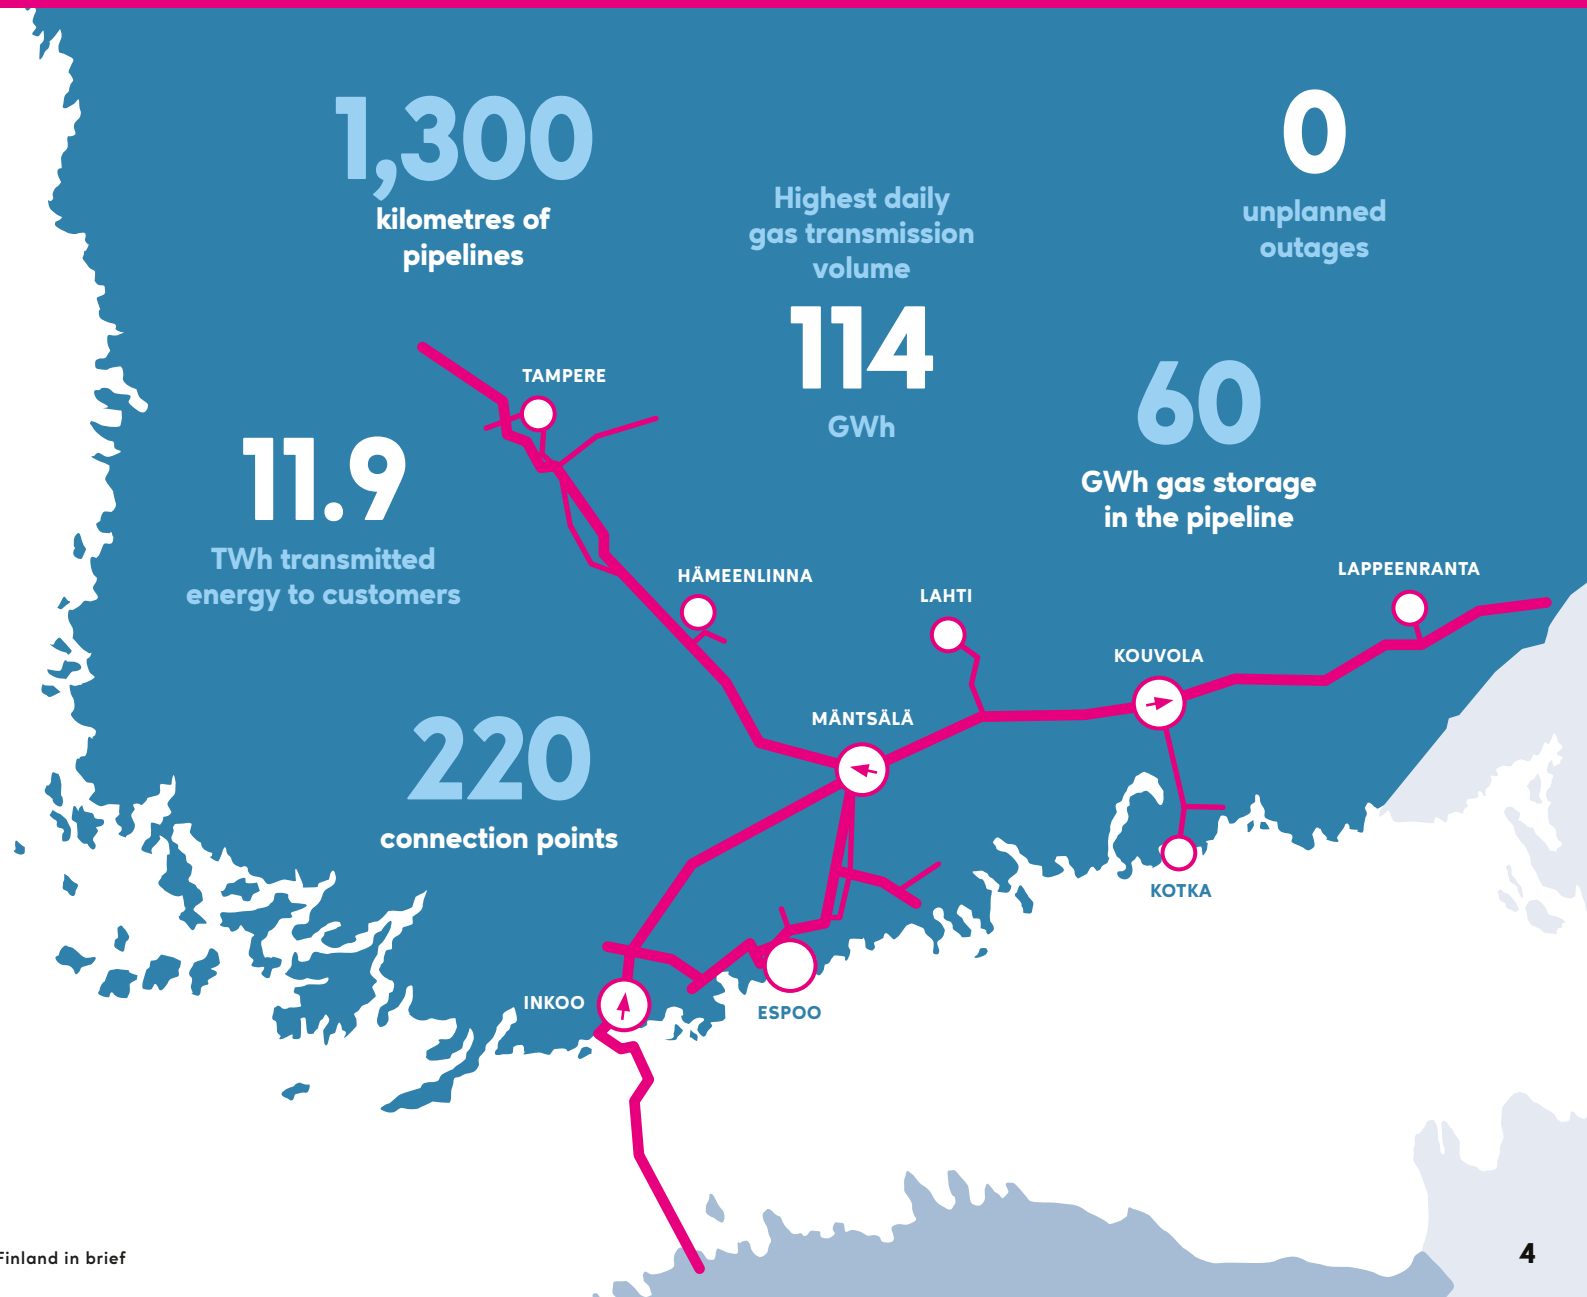 1,300
kilometres of
pipelines
Highest daily
gas transmission
volume
114
GWh
0
unplanned
outages
60
GWh gas storage
in the pipeline
11.9
TWh transmitted
energy to customers
220
connection points
TAMPERE
HÄMEENLINNA
LAHTI
LAPPEENRANTA
KOUVOLA
MÄNTSÄLÄ
KOTKA
INKOO
ESPOO
Finland in brief
4